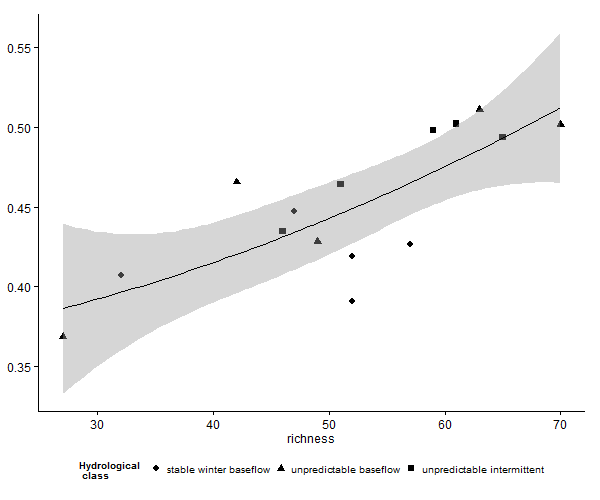 0.55
0.50
0.45
0.40
0.35
30 40 50 60 70
richness
Hydrological class stable winter baseflow unpredictable baseflow unpredictable intermittent